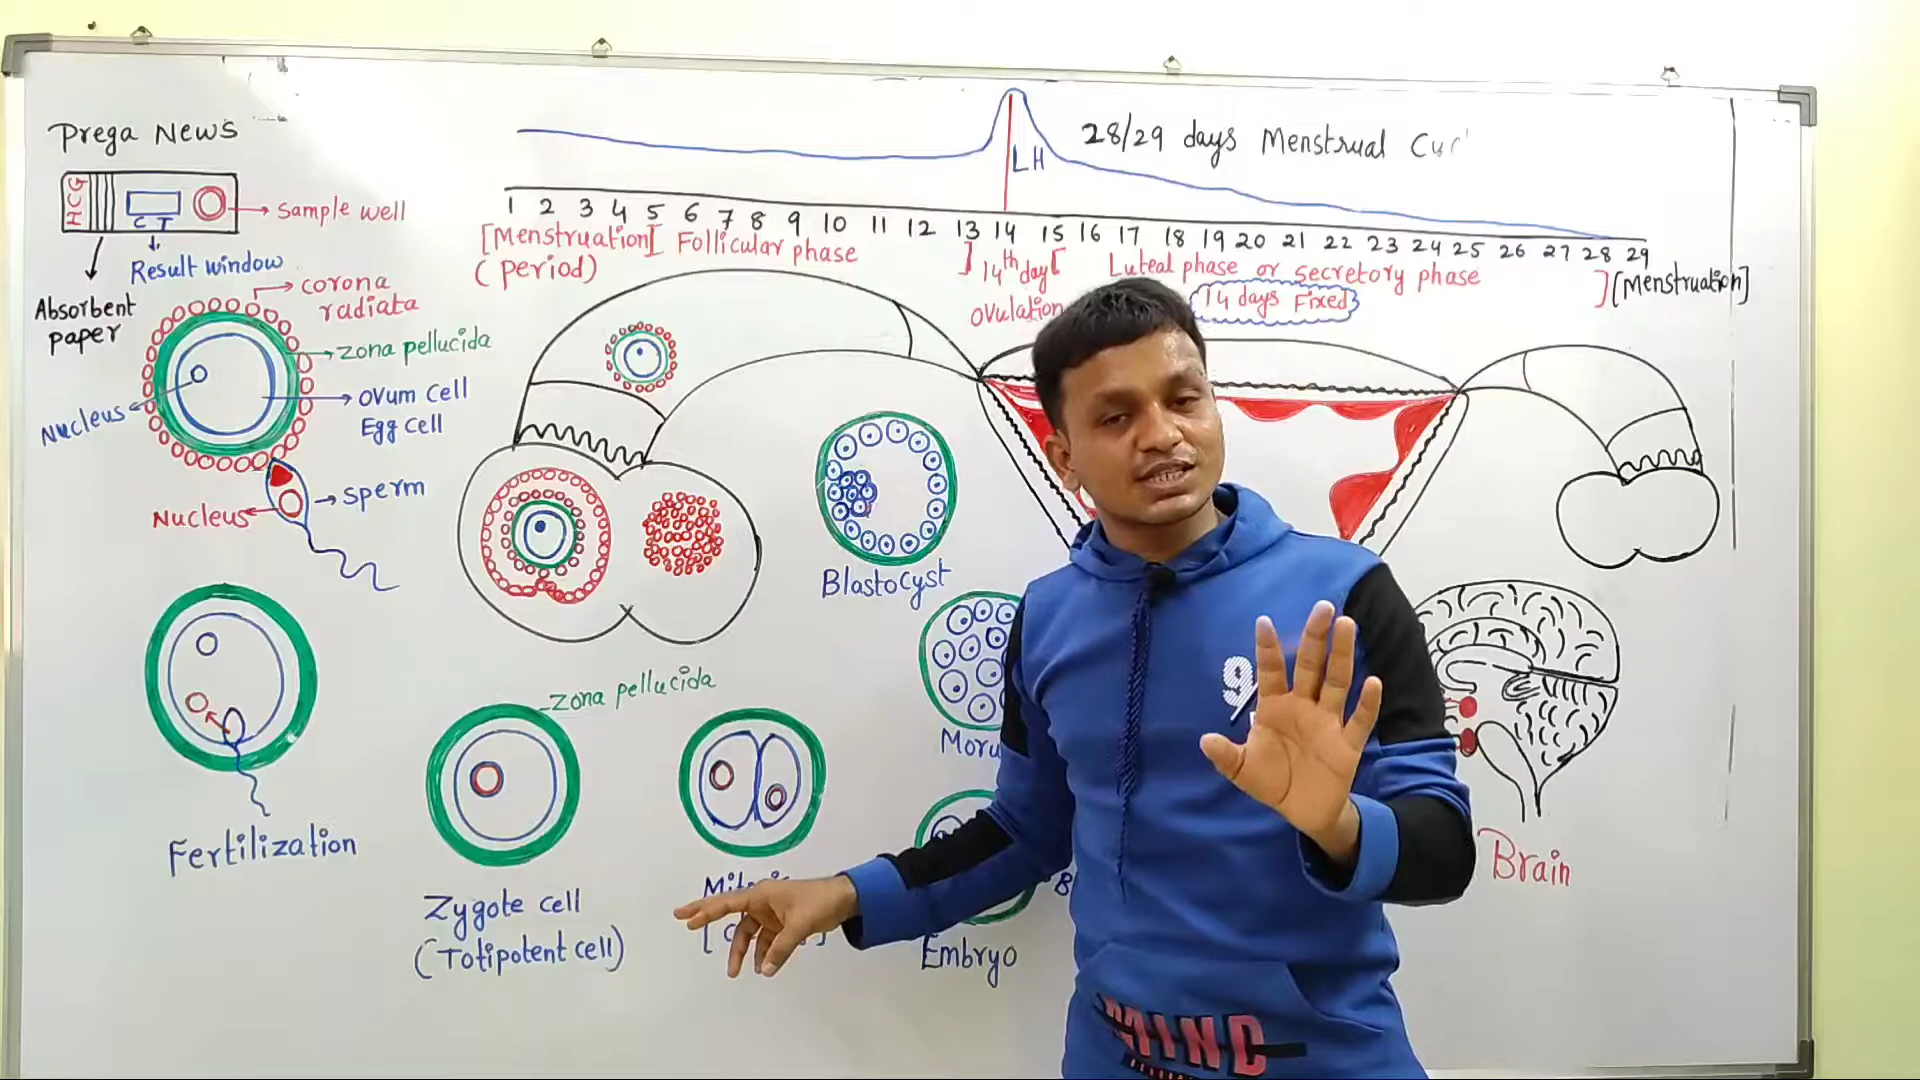 Prega News
28/29 days Menstrual
LH
HCG
C T
sample well
Result window
Absorbent
paper
1 2 3 4 5 6 7 8 9 10 11 12 13 14 15 16 17 18 19 20 21 22 23 24 25 26 27 28 29
[Menstruation]
(period)
[ Follicular phase ]
14th day
ovulation
[ Luteal phase or secretory phase ]
14 days Fixed
[Menstruation]
corona
radiata
zona pellucida
ovum cell
Egg cell
Nucleus
sperm
Nucleus
Blastocyst
zona pellucida
Fertilization
Zygote cell
(Totipotent cell)
Embryo
Brain
9